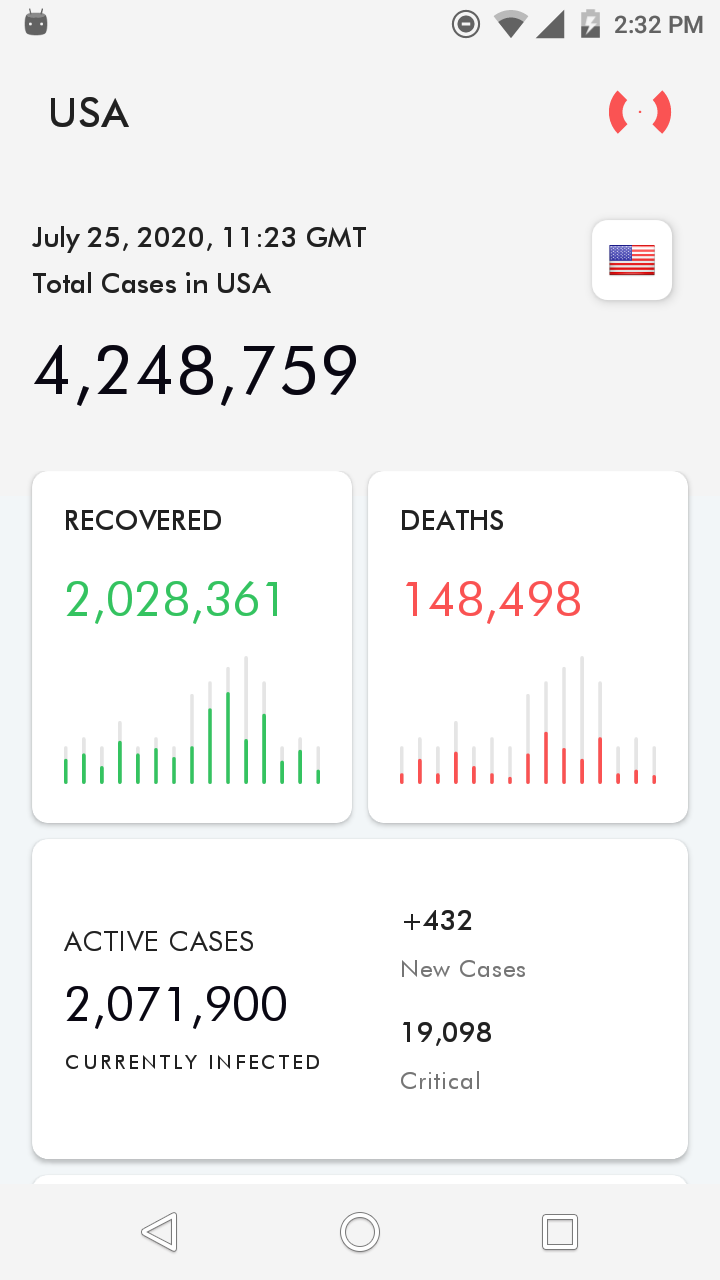 2:32 PM
USA
July 25, 2020, 11:23 GMT
Total Cases in USA
4,248,759
RECOVERED
2,028,361
DEATHS
148,498
ACTIVE CASES
2,071,900
CURRENTLY INFECTED
+432
New Cases
19,098
Critical